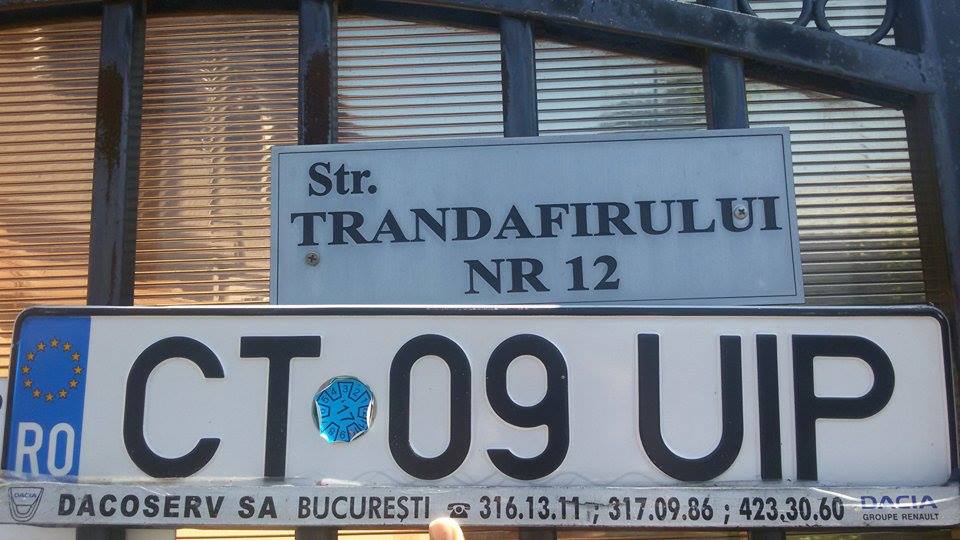 Str.
TRANDAFIRULUI
NR 12
RO CT 09 UIP
DACIA DACOSERV SA BUCUREȘTI ☎ 316.13.11 ; 317.09.86 ; 423.30.60 DACIA
GROUPE RENAULT